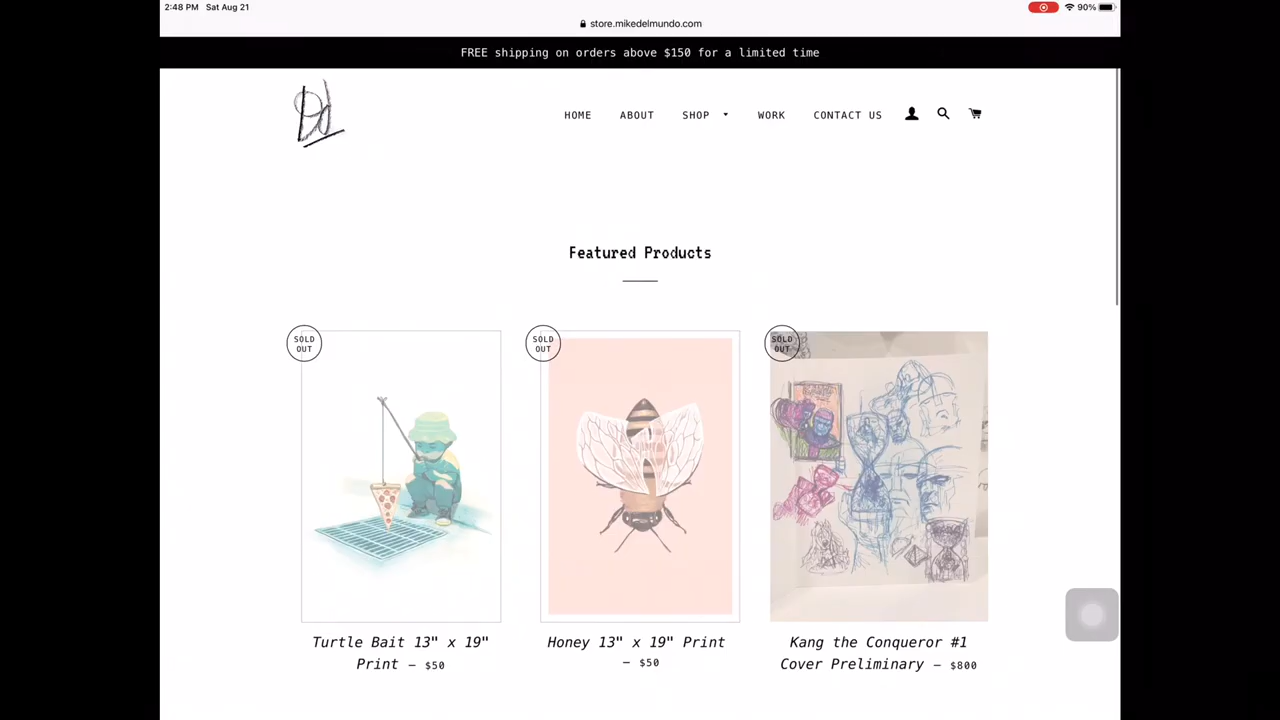 2:48 PM Sat Aug 21
90%
store.mikedelmundo.com
FREE shipping on orders above $150 for a limited time
HOME ABOUT SHOP WORK CONTACT US
Featured Products
SOLD OUT
SOLD OUT
SOLD OUT
Turtle Bait 13" x 19"
Print — $50
Honey 13" x 19" Print
— $50
Kang the Conqueror #1
Cover Preliminary — $800